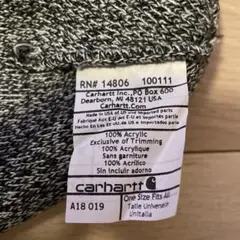 RN# 14806 100111
Carhartt Inc., PO Box 600
Dearborn, MI 48121 USA
Carhartt.Com
100% Acrylic
Exclusive of Trimming
100% Acrylique
Sans garniture
100% Acrílico
Sin incluir adorno
carhartt
A18 019
One Size Fits All
Taille Universelle
Unitalla